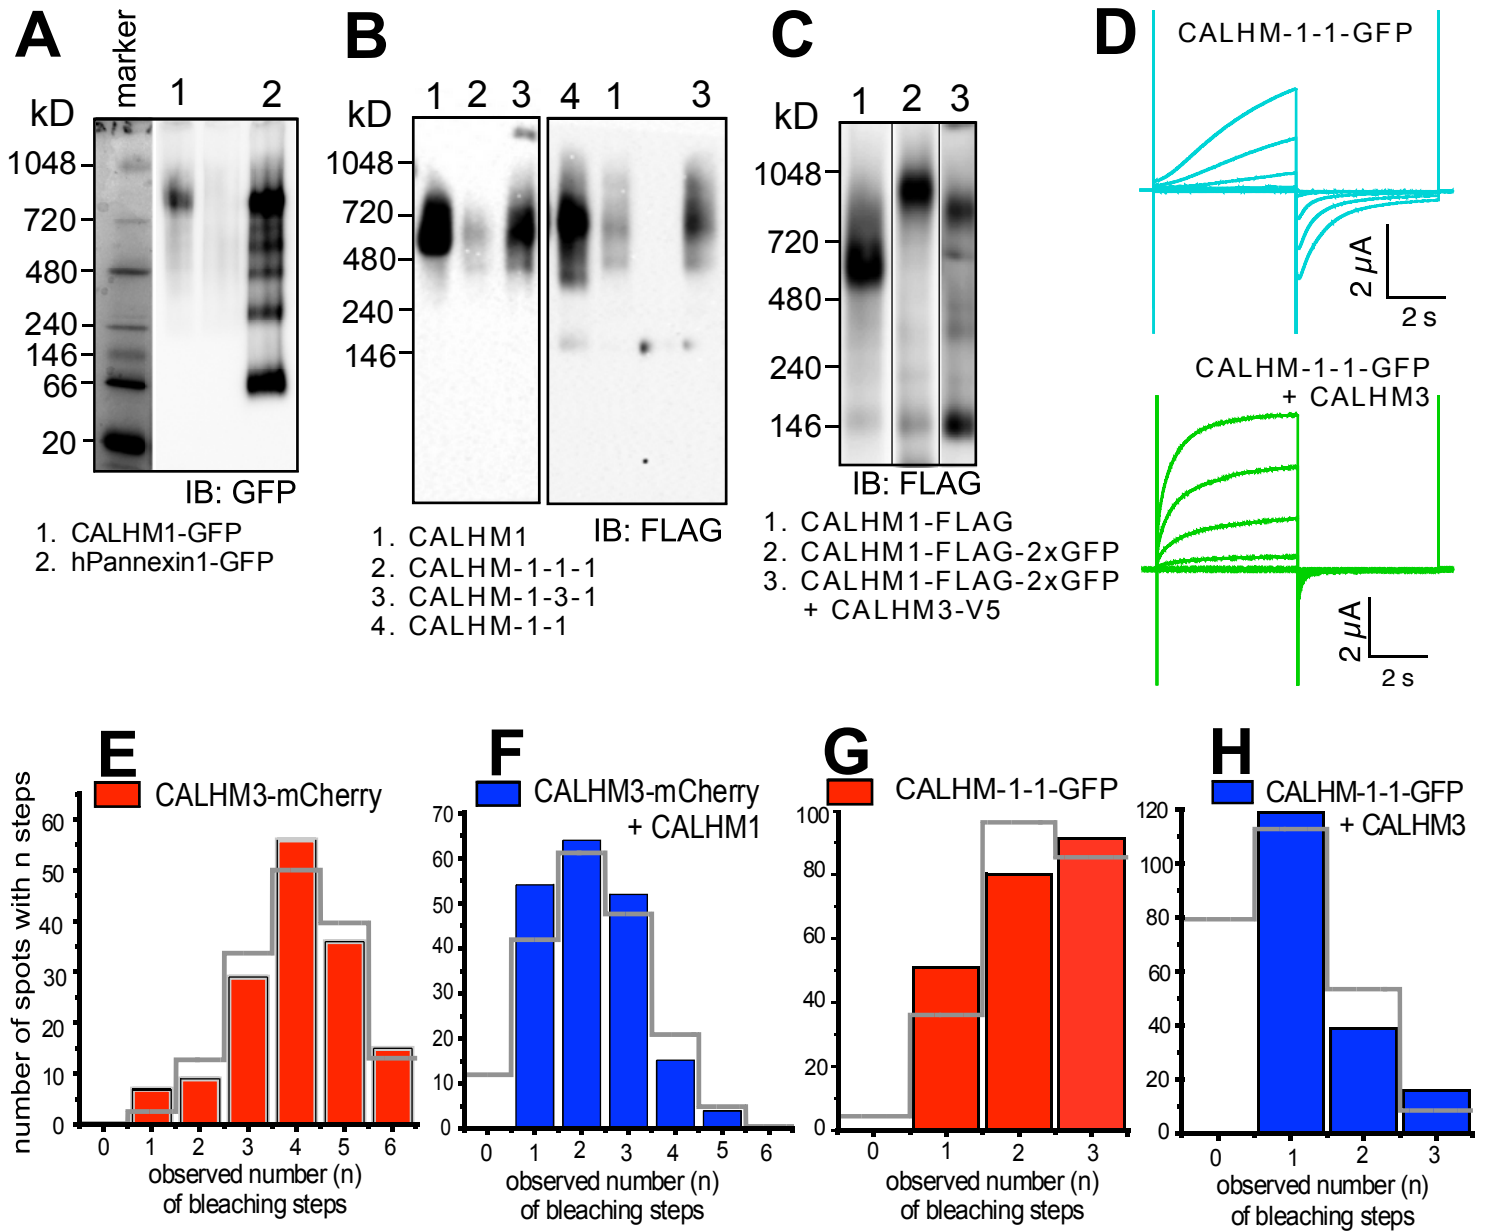 A
marker
1
2
kD
1048
720
480
240
146
66
20
IB: GFP
1. CALHM1-GFP
2. hPannexin1-GFP
B
1 2 3 4 1 3
kD
1048
720
480
240
146
IB: FLAG
1. CALHM1
2. CALHM-1-1-1
3. CALHM-1-3-1
4. CALHM-1-1
C
1 2 3
kD
1048
720
480
240
146
IB: FLAG
1. CALHM1-FLAG
2. CALHM1-FLAG-2xGFP
3. CALHM1-FLAG-2xGFP
+ CALHM3-V5
D
CALHM-1-1-GFP
2 µA
2 s
CALHM-1-1-GFP
+ CALHM3
2 µA
2 s
E
CALHM3-mCherry
number of spots with n steps
60
50
40
30
20
10
0
0 1 2 3 4 5 6
observed number (n)
of bleaching steps
F
CALHM3-mCherry
+ CALHM1
70
60
50
40
30
20
10
0
0 1 2 3 4 5 6
observed number (n)
of bleaching steps
G
CALHM-1-1-GFP
100
80
60
40
20
0
0 1 2 3
observed number (n)
of bleaching steps
H
CALHM-1-1-GFP
+ CALHM3
120
100
80
60
40
20
0
0 1 2 3
observed number (n)
of bleaching steps